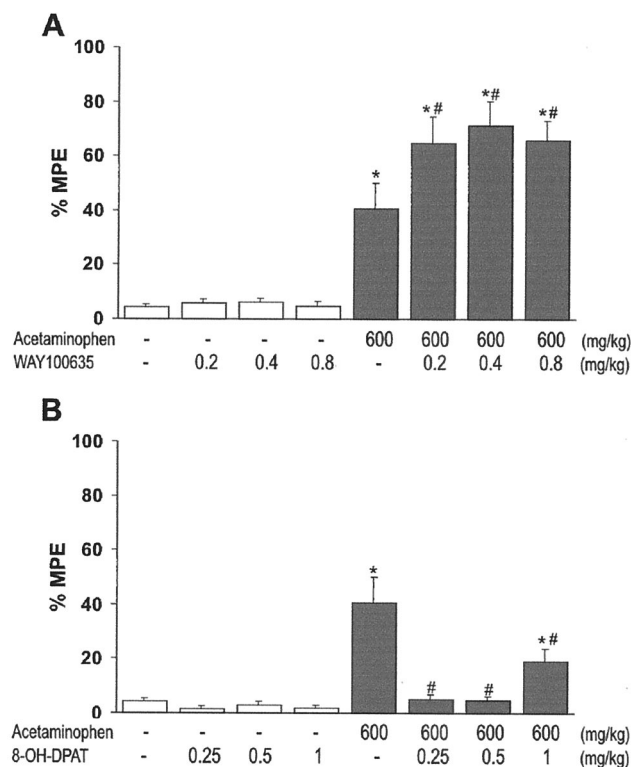 A
100
80
60
40
20
0
% MPE
*
*#
*#
*#
Acetaminophen - - - - 600 600 600 600 (mg/kg)
WAY100635 - 0.2 0.4 0.8 - 0.2 0.4 0.8 (mg/kg)
B
100
80
60
40
20
0
% MPE
*
#
#
*#
Acetaminophen - - - - 600 600 600 600 (mg/kg)
8-OH-DPAT - 0.25 0.5 1 - 0.25 0.5 1 (mg/kg)